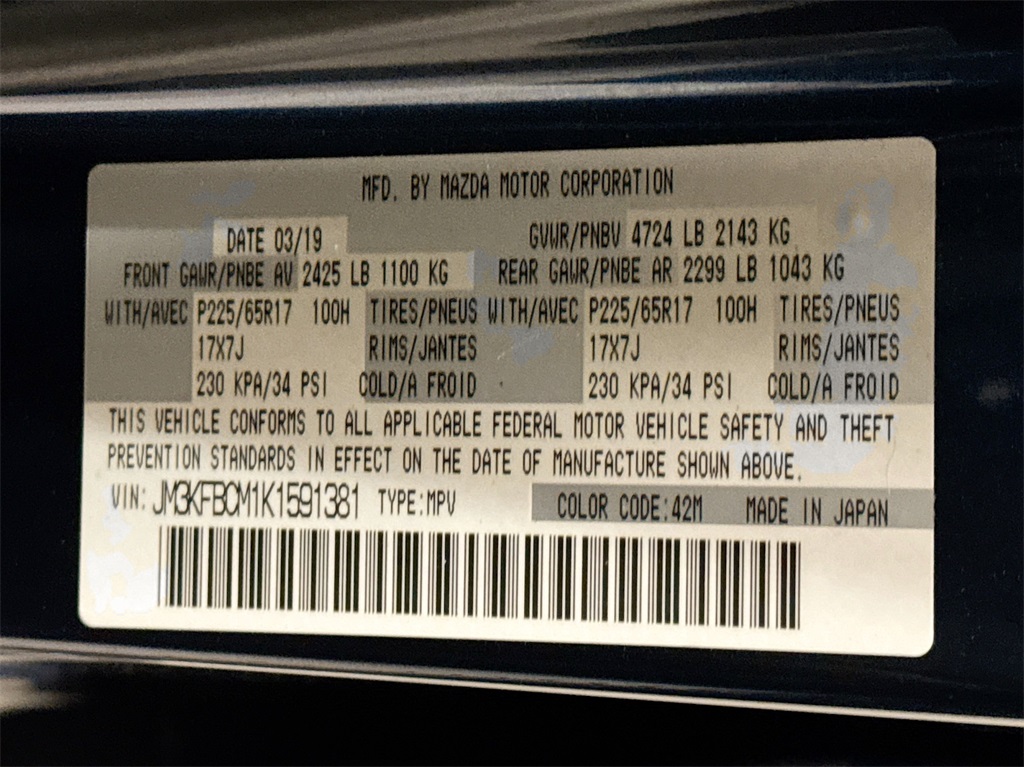 MFD. BY MAZDA MOTOR CORPORATION
DATE 03/19 GVWR/PNBV 4724 LB 2143 KG
FRONT GAWR/PNBE AV 2425 LB 1100 KG REAR GAWR/PNBE AR 2299 LB 1043 KG
WITH/AVEC P225/65R17 100H TIRES/PNEUS WITH/AVEC P225/65R17 100H TIRES/PNEUS
17X7J RIMS/JANTES 17X7J RIMS/JANTES
230 KPA/34 PSI COLD/A FROID 230 KPA/34 PSI COLD/A FROID
THIS VEHICLE CONFORMS TO ALL APPLICABLE FEDERAL MOTOR VEHICLE SAFETY AND THEFT
PREVENTION STANDARDS IN EFFECT ON THE DATE OF MANUFACTURE SHOWN ABOVE.
VIN: JM3KFBCM1K1591381 TYPE:MPV COLOR CODE:42M MADE IN JAPAN